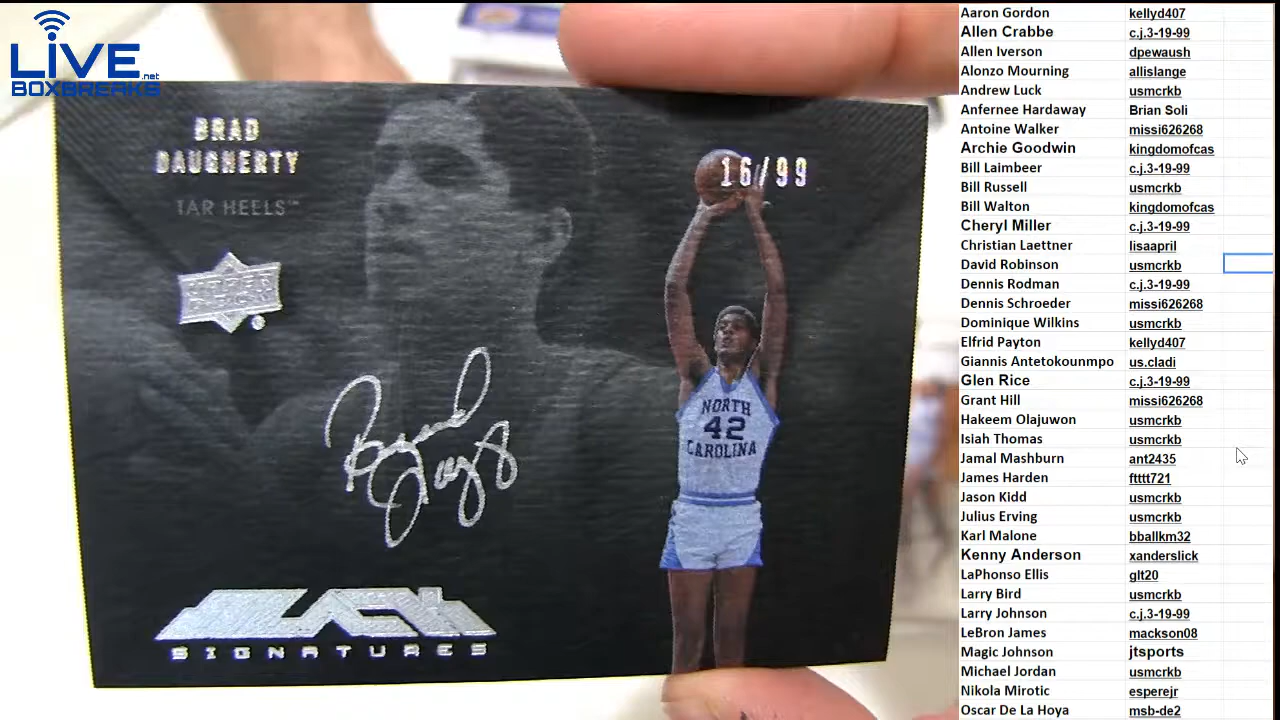 LIVE.net
BOXBREAKS
BRAD
DAUGHERTY
TAR HEELS™
UPPER
DECK
16/99
NORTH
42
CAROLINA
Brad Daugherty
BLACK
SIGNATURES
Aaron Gordon kellyd407
Allen Crabbe c.j.3-19-99
Allen Iverson dpewaush
Alonzo Mourning allislange
Andrew Luck usmcrkb
Anfernee Hardaway Brian Soli
Antoine Walker missi626268
Archie Goodwin kingdomofcas
Bill Laimbeer c.j.3-19-99
Bill Russell usmcrkb
Bill Walton kingdomofcas
Cheryl Miller c.j.3-19-99
Christian Laettner lisaapril
David Robinson usmcrkb
Dennis Rodman c.j.3-19-99
Dennis Schroeder missi626268
Dominique Wilkins usmcrkb
Elfrid Payton kellyd407
Giannis Antetokounmpo us.cladi
Glen Rice c.j.3-19-99
Grant Hill missi626268
Hakeem Olajuwon usmcrkb
Isiah Thomas usmcrkb
Jamal Mashburn ant2435
James Harden ftttt721
Jason Kidd usmcrkb
Julius Erving usmcrkb
Karl Malone bballkm32
Kenny Anderson xanderslick
LaPhonso Ellis glt20
Larry Bird usmcrkb
Larry Johnson c.j.3-19-99
LeBron James mackson08
Magic Johnson jtsports
Michael Jordan usmcrkb
Nikola Mirotic esperejr
Oscar De La Hoya msb-de2